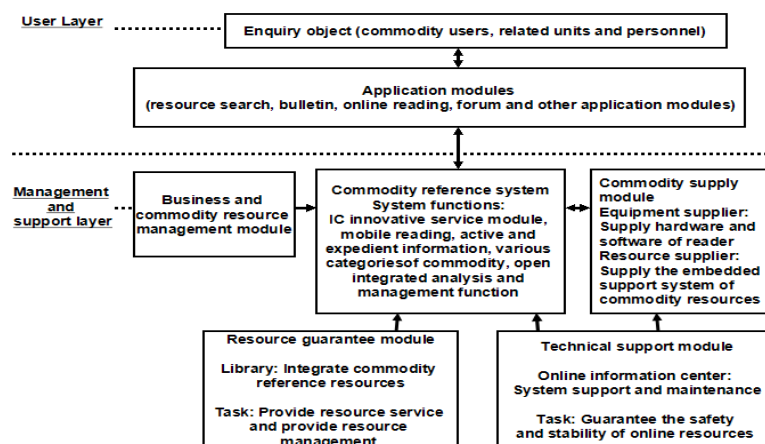 User Layer
Enquiry object (commodity users, related units and personnel)
Application modules
(resource search, bulletin, online reading, forum and other application modules)
Management
and
support layer
Business and
commodity resource
management module
Commodity reference system
System functions:
IC innovative service module,
mobile reading, active and
expedient information, various
categoriesof commodity, open
integrated analysis and
management function
Commodity supply
module
Equipment supplier:
Supply hardware and
software of reader
Resource supplier:
Supply the embedded
support system of
commodity resources
Resource guarantee module
Library: Integrate commodity
reference resources
Task: Provide resource service
and provide resource
management
Technical support module
Online information center:
System support and maintenance
Task: Guarantee the safety
and stability of online resources